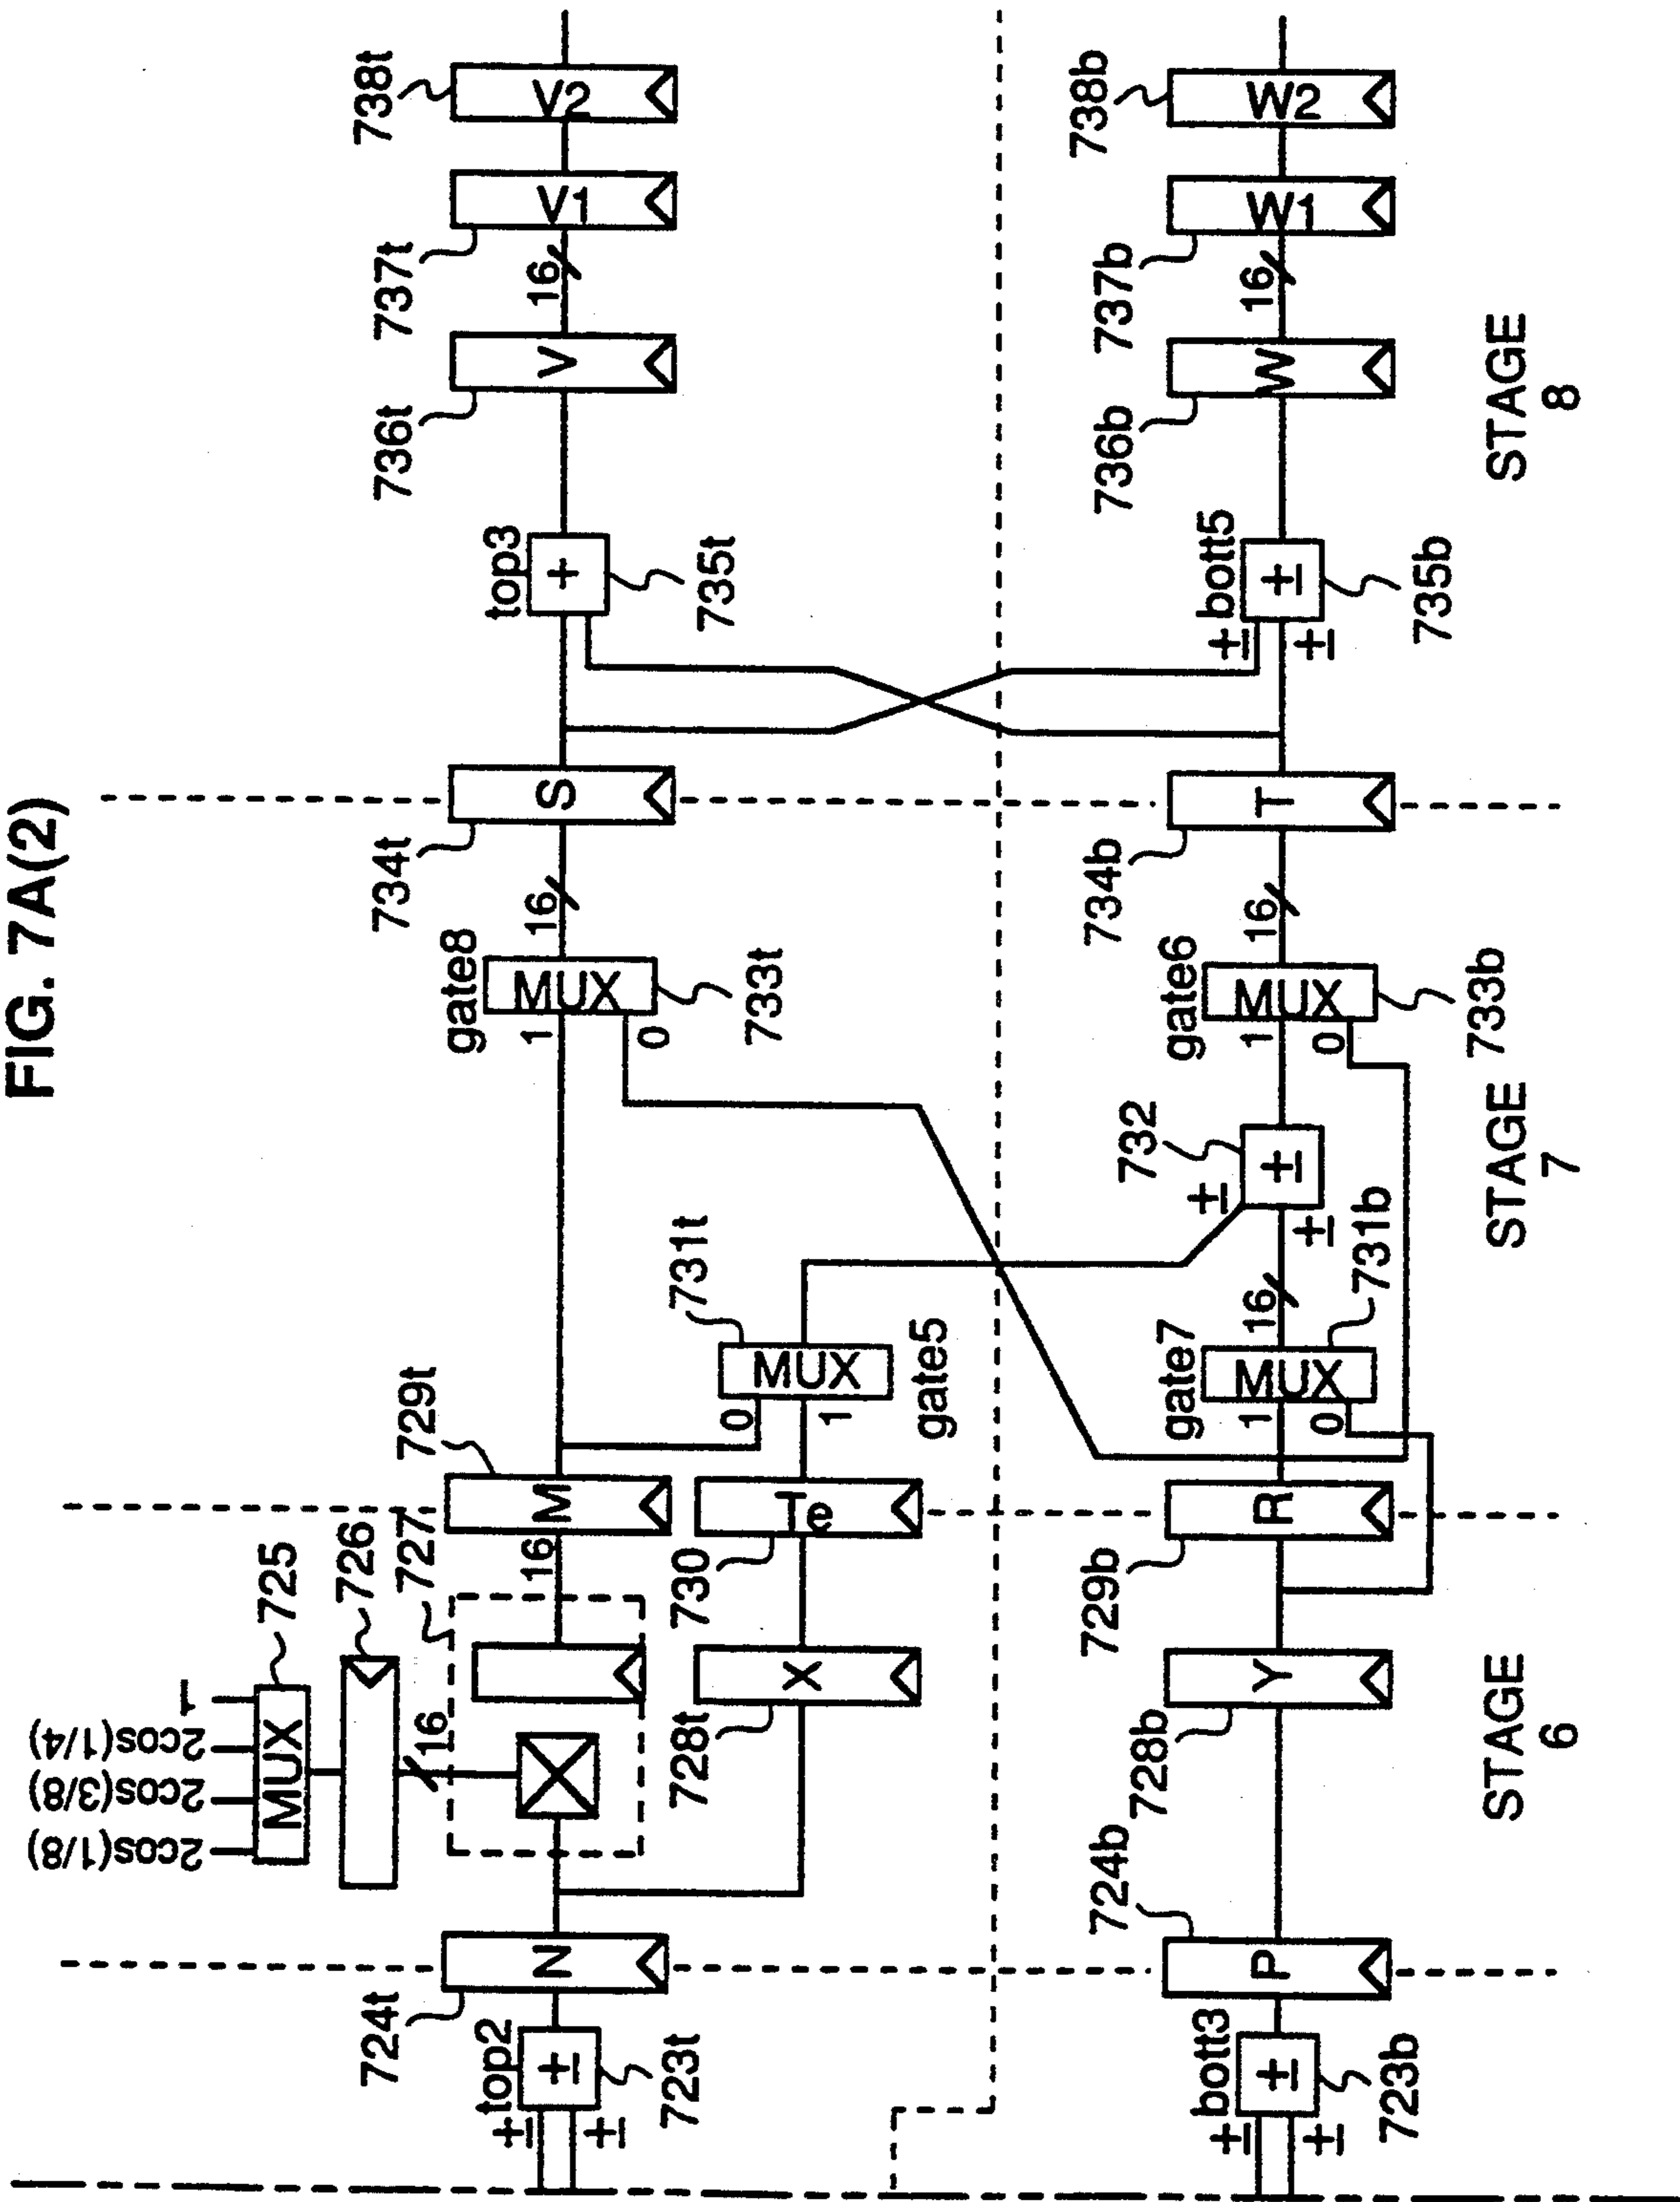 FIG. 7A(2)
2cos(1/8)
2cos(3/8)
2cos(1/4)
1
MUX
725
726
16
727
top2
±
±
±
723t
724t
N
16
M
729t
728t
X
730
Te
0
1
MUX
731t
gate5
gate8
1
0
MUX
733t
16
734t
S
top3
+
735t
736t
V
16
737t
V1
738t
V2
bott3
±
±
±
723b
724b
P
728b
Y
729b
R
gate7
1
0
MUX
731b
16
732
±
±
±
gate6
1
0
MUX
733b
16
734b
T
bott5
±
±
±
735b
736b
W
16
737b
W1
738b
W2
STAGE
6
STAGE
7
STAGE
8